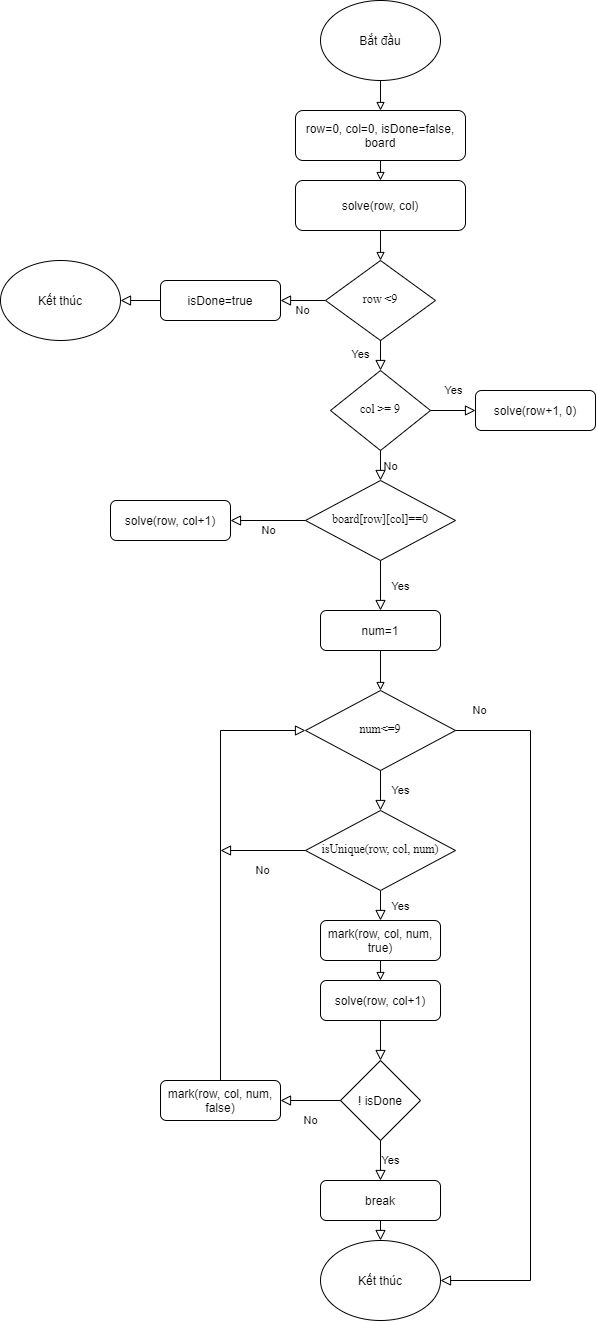 Bắt đầu
row=0, col=0, isDone=false,
board
solve(row, col)
row <9
No
isDone=true
Kết thúc
Yes
col >= 9
Yes
solve(row+1, 0)
No
board[row][col]==0
No
solve(row, col+1)
Yes
num=1
num<=9
No
Yes
isUnique(row, col, num)
No
Yes
mark(row, col, num,
true)
solve(row, col+1)
! isDone
No
mark(row, col, num,
false)
Yes
break
Kết thúc